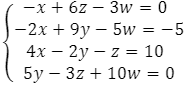 -x + 6z - 3w = 0
-2x + 9y - 5w = -5
4x - 2y - z = 10
5y - 3z + 10w = 0